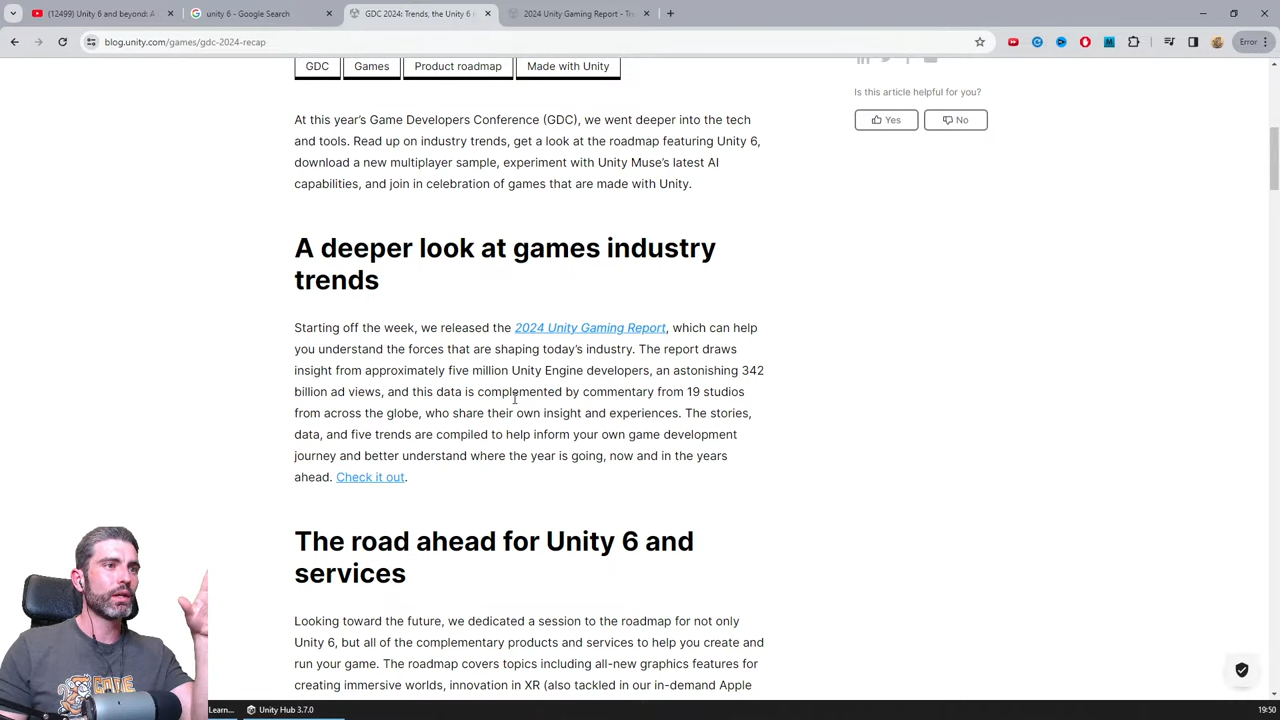 (12499) Unity 6 and beyond: A
unity 6 - Google Search
GDC 2024: Trends, the Unity 6
2024 Unity Gaming Report - Tr
blog.unity.com/games/gdc-2024-recap
Error
GDC
Games
Product roadmap
Made with Unity
Is this article helpful for you?
Yes
No
At this year's Game Developers Conference (GDC), we went deeper into the tech
and tools. Read up on industry trends, get a look at the roadmap featuring Unity 6,
download a new multiplayer sample, experiment with Unity Muse's latest AI
capabilities, and join in celebration of games that are made with Unity.
A deeper look at games industry
trends
Starting off the week, we released the 2024 Unity Gaming Report, which can help
you understand the forces that are shaping today's industry. The report draws
insight from approximately five million Unity Engine developers, an astonishing 342
billion ad views, and this data is complemented by commentary from 19 studios
from across the globe, who share their own insight and experiences. The stories,
data, and five trends are compiled to help inform your own game development
journey and better understand where the year is going, now and in the years
ahead. Check it out.
The road ahead for Unity 6 and
services
Looking toward the future, we dedicated a session to the roadmap for not only
Unity 6, but all of the complementary products and services to help you create and
run your game. The roadmap covers topics including all-new graphics features for
creating immersive worlds, innovation in XR (also tackled in our in-demand Apple
Learn...
Unity Hub 3.7.0
19:50